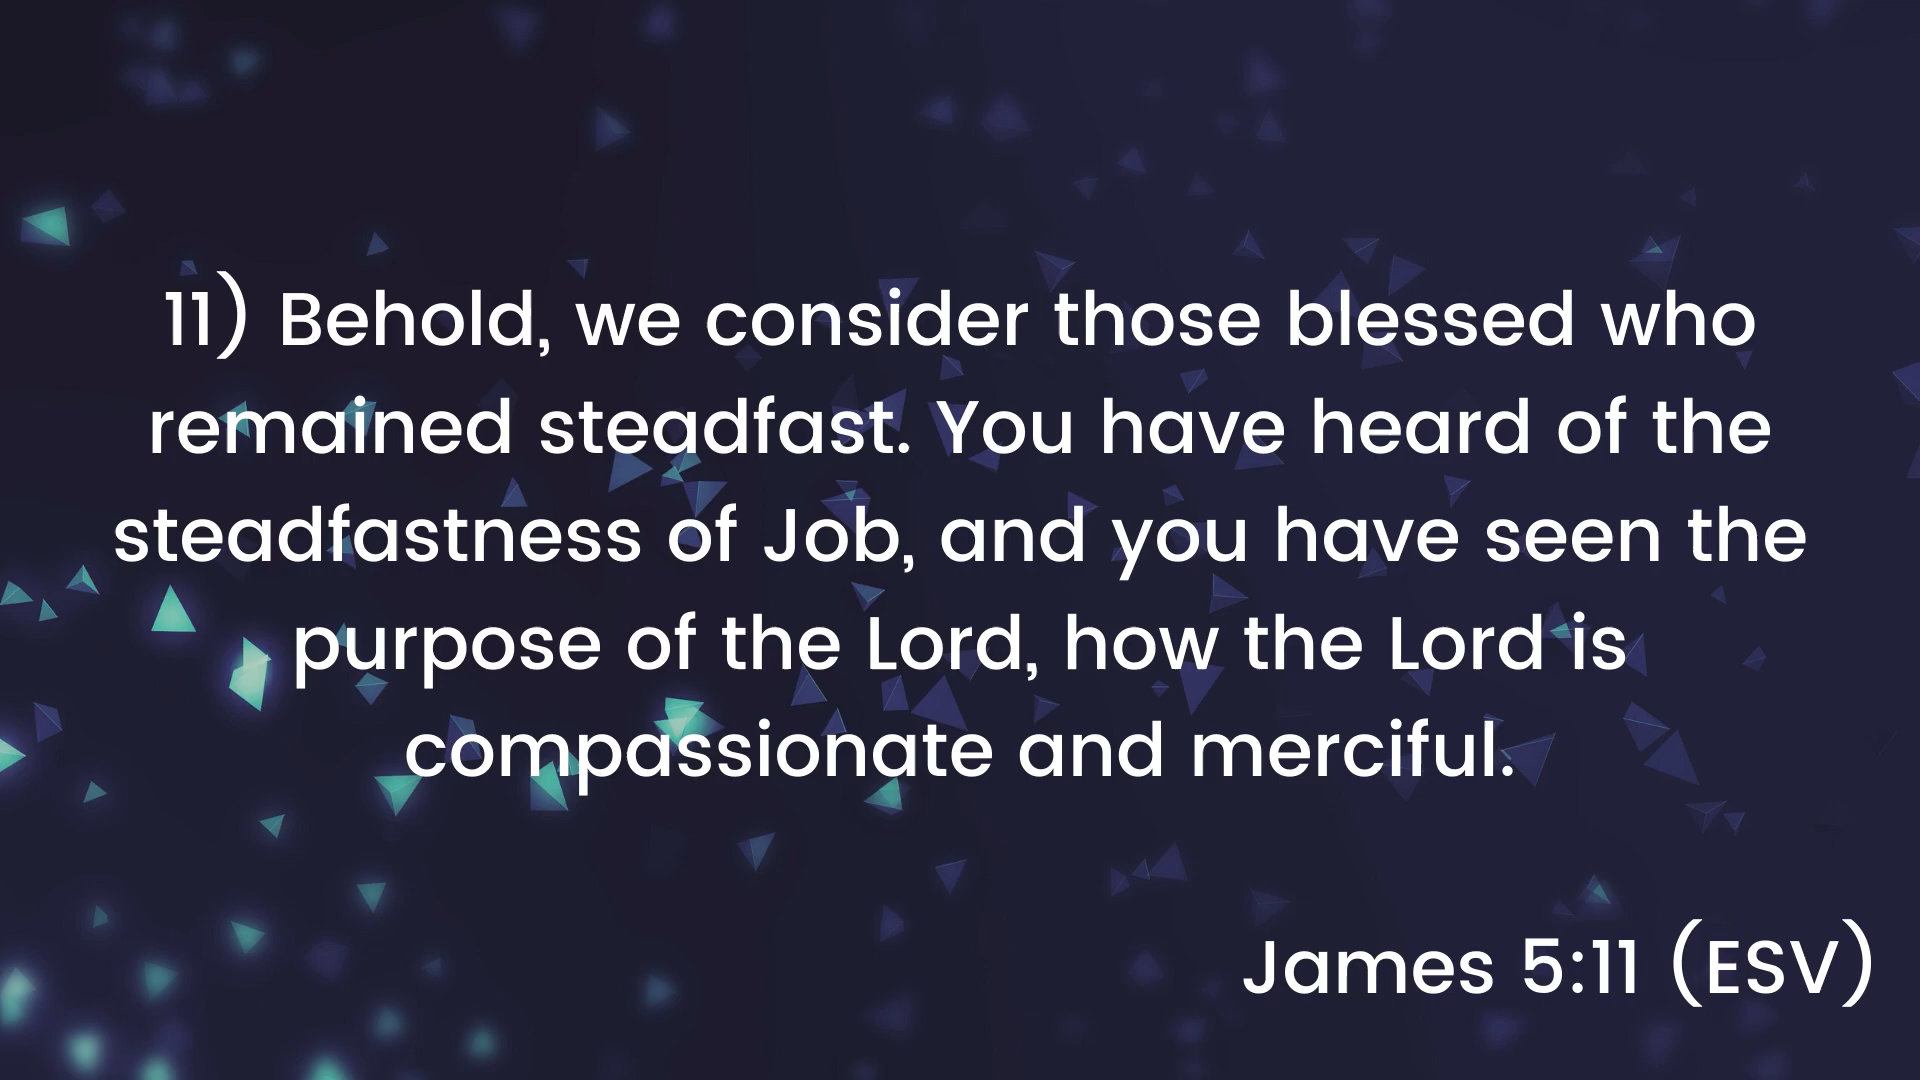 11) Behold, we consider those blessed who
remained steadfast. You have heard of the
steadfastness of Job, and you have seen the
purpose of the Lord, how the Lord is
compassionate and merciful.
James 5:11 (ESV)